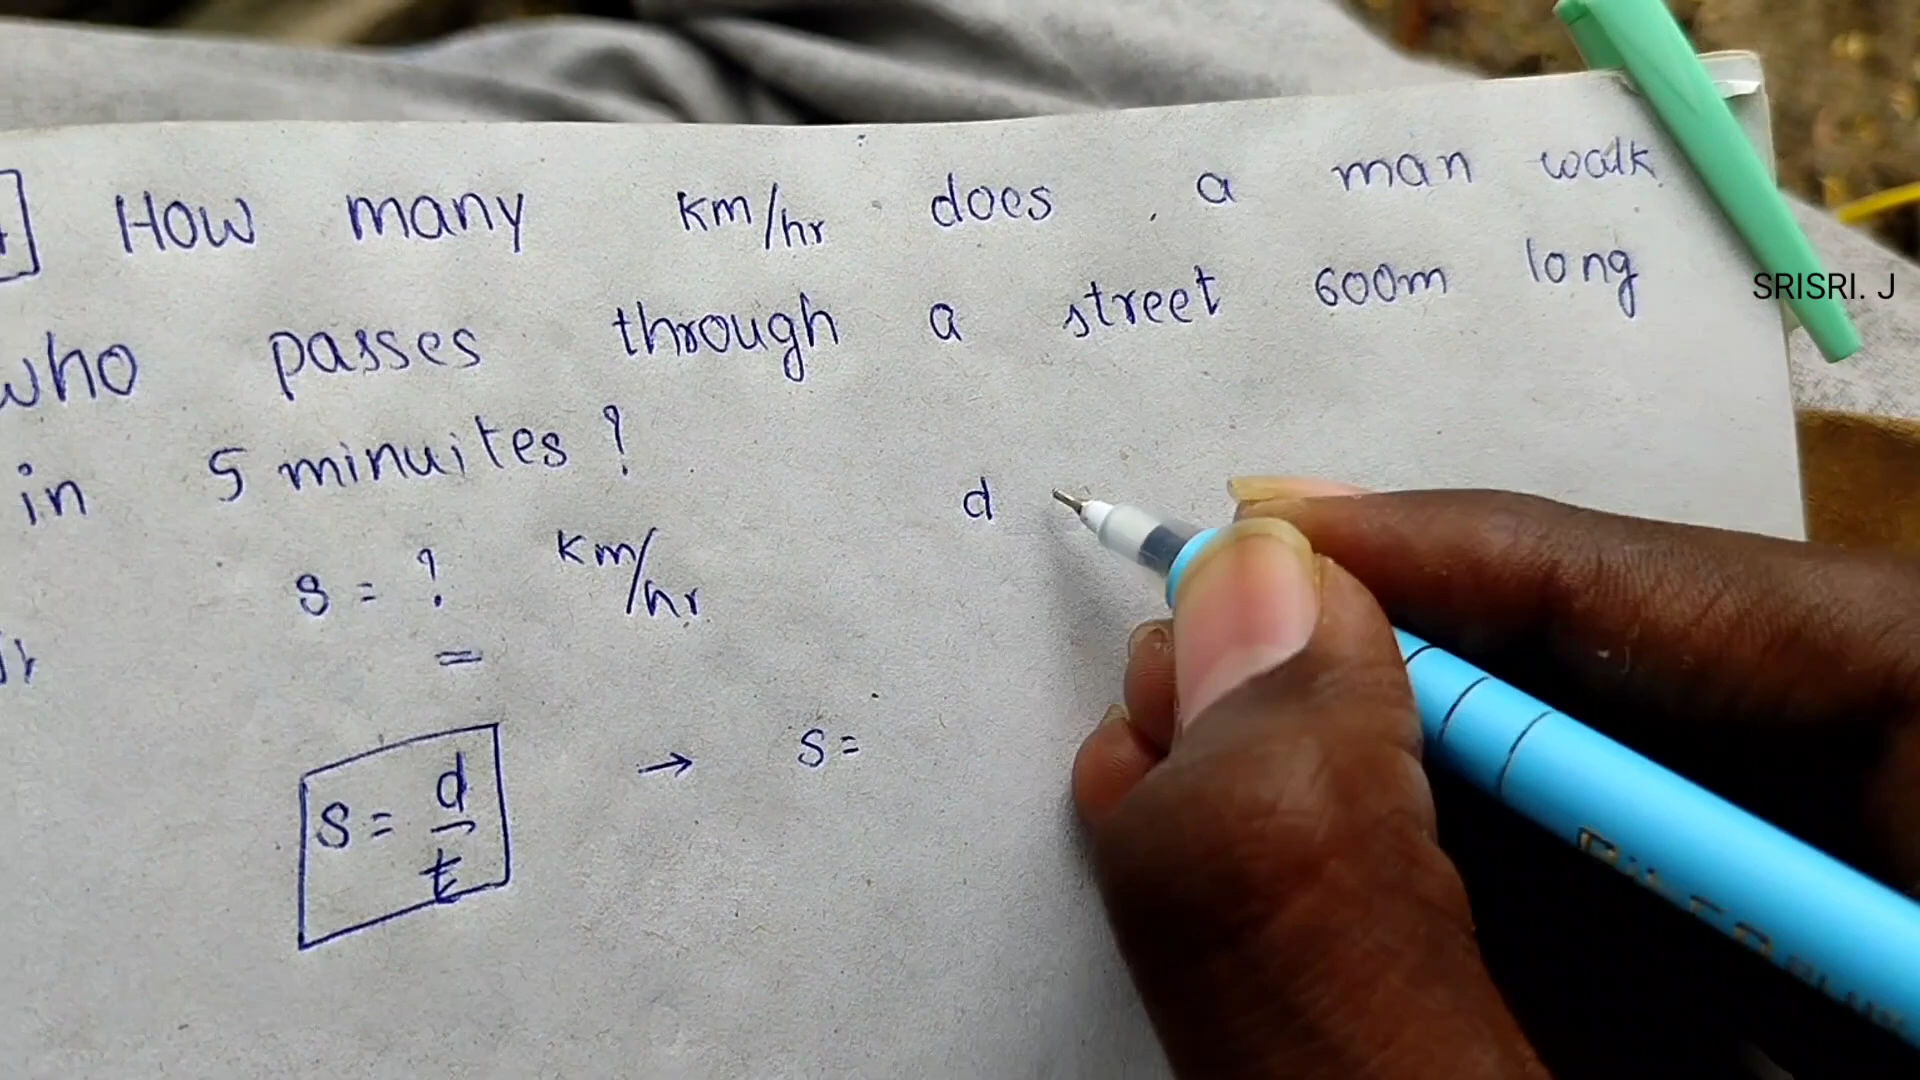 How many km/hr does a man walk
who passes through a street 600m long
in 5 minuites ?
s = ? km/hr
=
d
s = d/t → s =
SRISRI. J